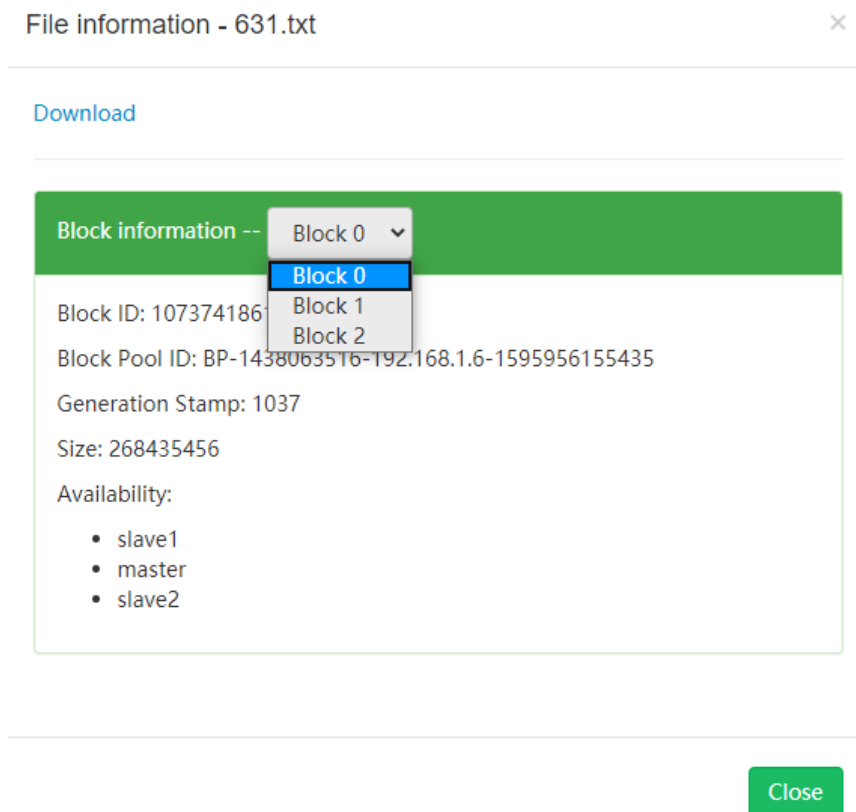 File information - 631.txt
×
Download
Block information -- Block 0
Block 0
Block 1
Block 2
Block ID: 107374186
Block Pool ID: BP-1438063516-192.168.1.6-1595956155435
Generation Stamp: 1037
Size: 268435456
Availability:
• slave1
• master
• slave2
Close